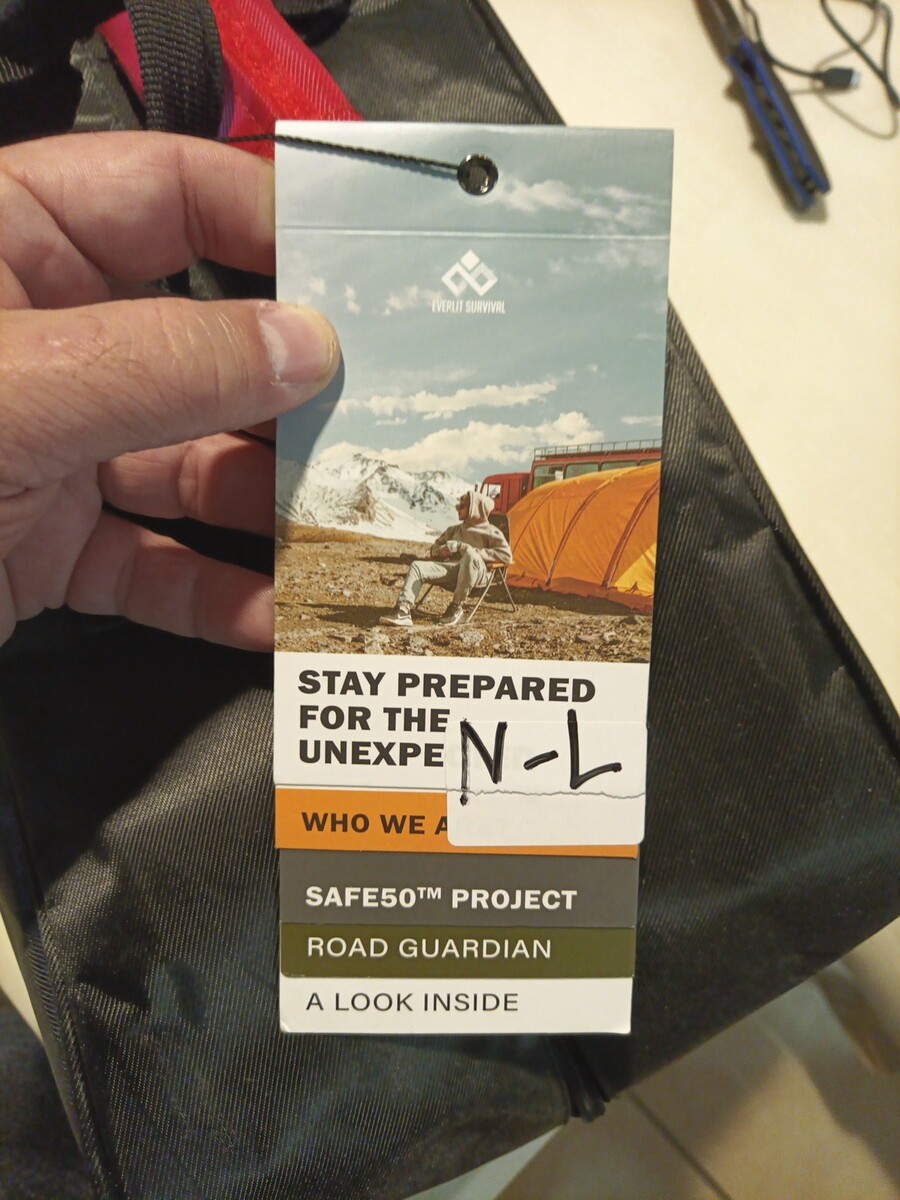 EVERLIT SURVIVAL
STAY PREPARED
FOR THE
UNEXPE
N-L
WHO WE A
SAFE50™ PROJECT
ROAD GUARDIAN
A LOOK INSIDE